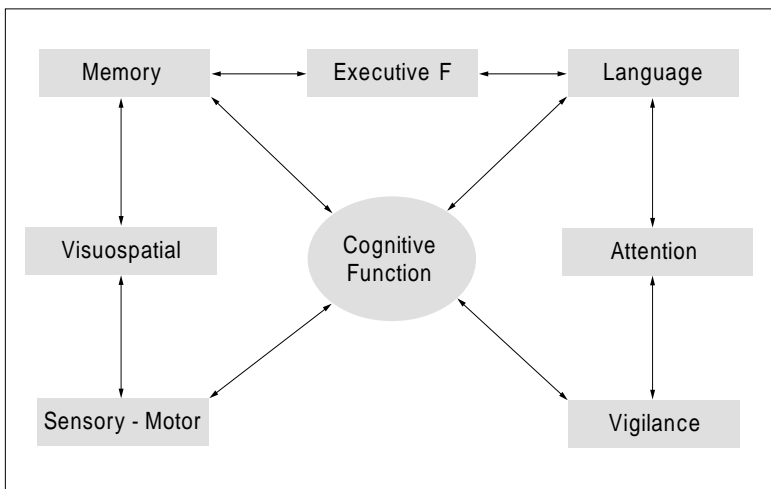 Memory
Executive F
Language
Visuospatial
Cognitive
Function
Attention
Sensory - Motor
Vigilance